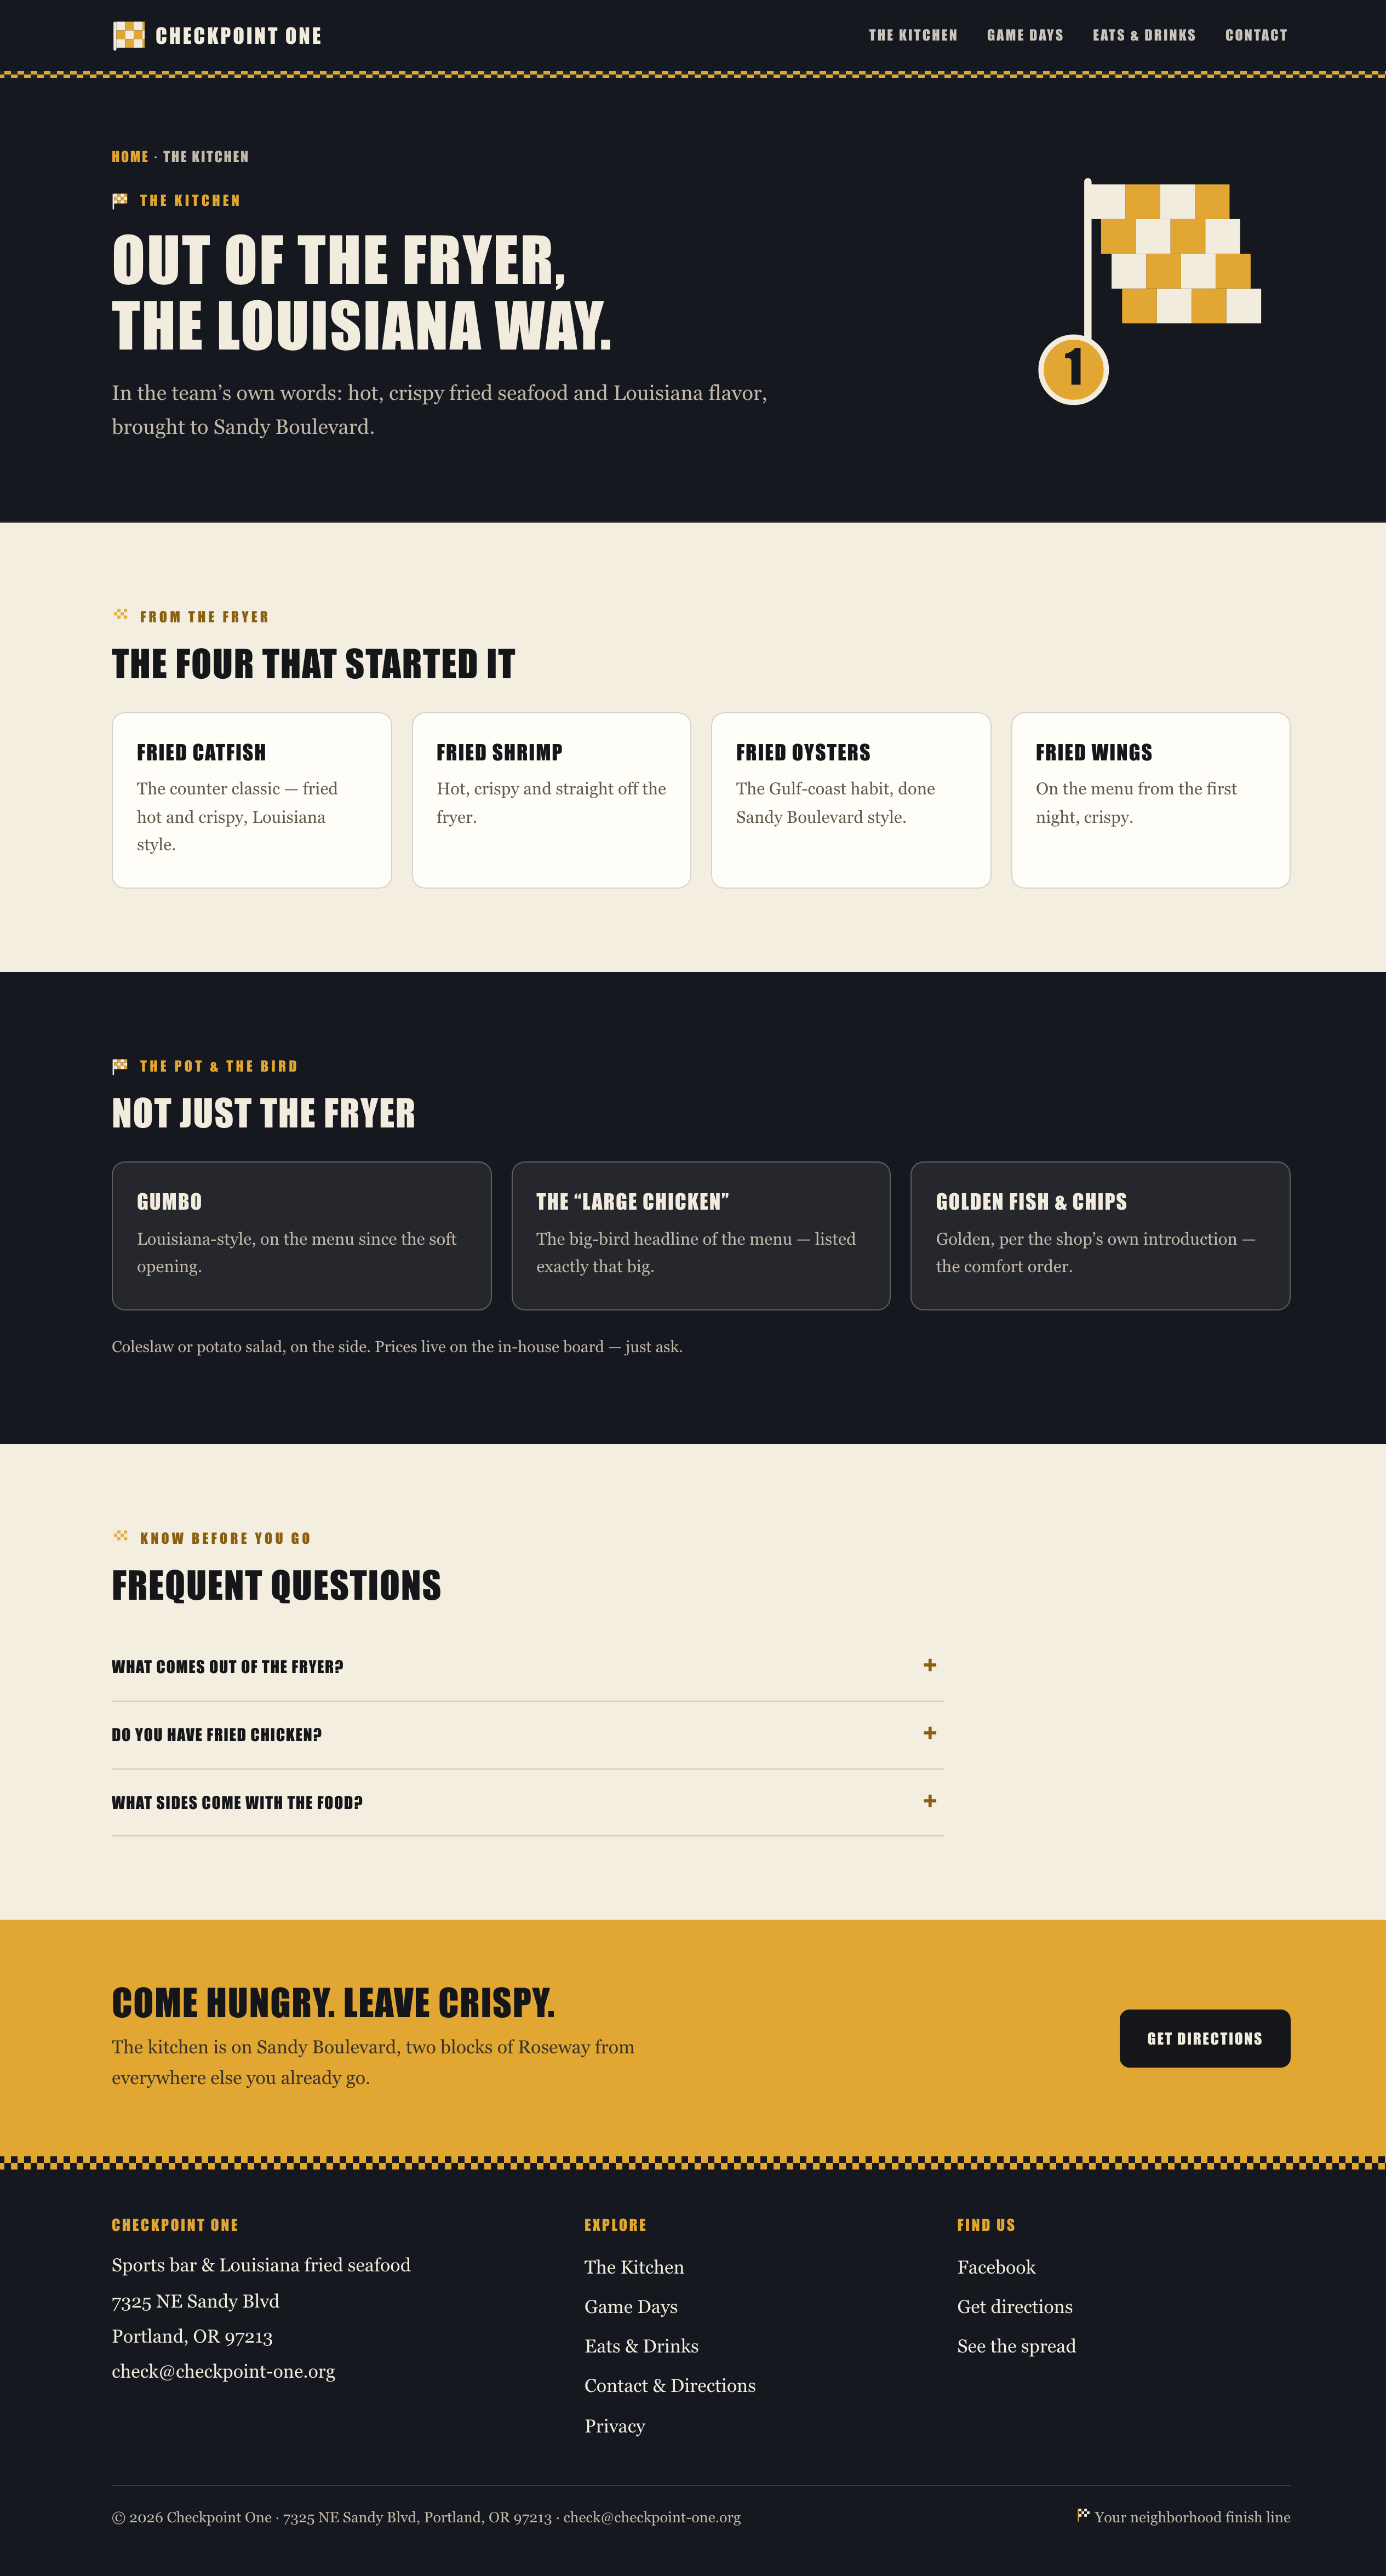 CHECKPOINT ONE
THE KITCHEN GAME DAYS EATS & DRINKS CONTACT
HOME · THE KITCHEN
THE KITCHEN
OUT OF THE FRYER,
THE LOUISIANA WAY.
In the team’s own words: hot, crispy fried seafood and Louisiana flavor,
brought to Sandy Boulevard.
1
FROM THE FRYER
THE FOUR THAT STARTED IT
FRIED CATFISH
The counter classic — fried
hot and crispy, Louisiana
style.
FRIED SHRIMP
Hot, crispy and straight off the
fryer.
FRIED OYSTERS
The Gulf-coast habit, done
Sandy Boulevard style.
FRIED WINGS
On the menu from the first
night, crispy.
THE POT & THE BIRD
NOT JUST THE FRYER
GUMBO
Louisiana-style, on the menu since the soft
opening.
THE “LARGE CHICKEN”
The big-bird headline of the menu — listed
exactly that big.
GOLDEN FISH & CHIPS
Golden, per the shop’s own introduction —
the comfort order.
Coleslaw or potato salad, on the side. Prices live on the in-house board — just ask.
KNOW BEFORE YOU GO
FREQUENT QUESTIONS
WHAT COMES OUT OF THE FRYER? +
DO YOU HAVE FRIED CHICKEN? +
WHAT SIDES COME WITH THE FOOD? +
COME HUNGRY. LEAVE CRISPY.
The kitchen is on Sandy Boulevard, two blocks of Roseway from
everywhere else you already go.
GET DIRECTIONS
CHECKPOINT ONE
Sports bar & Louisiana fried seafood
7325 NE Sandy Blvd
Portland, OR 97213
check@checkpoint-one.org
EXPLORE
The Kitchen
Game Days
Eats & Drinks
Contact & Directions
Privacy
FIND US
Facebook
Get directions
See the spread
© 2026 Checkpoint One · 7325 NE Sandy Blvd, Portland, OR 97213 · check@checkpoint-one.org
Your neighborhood finish line